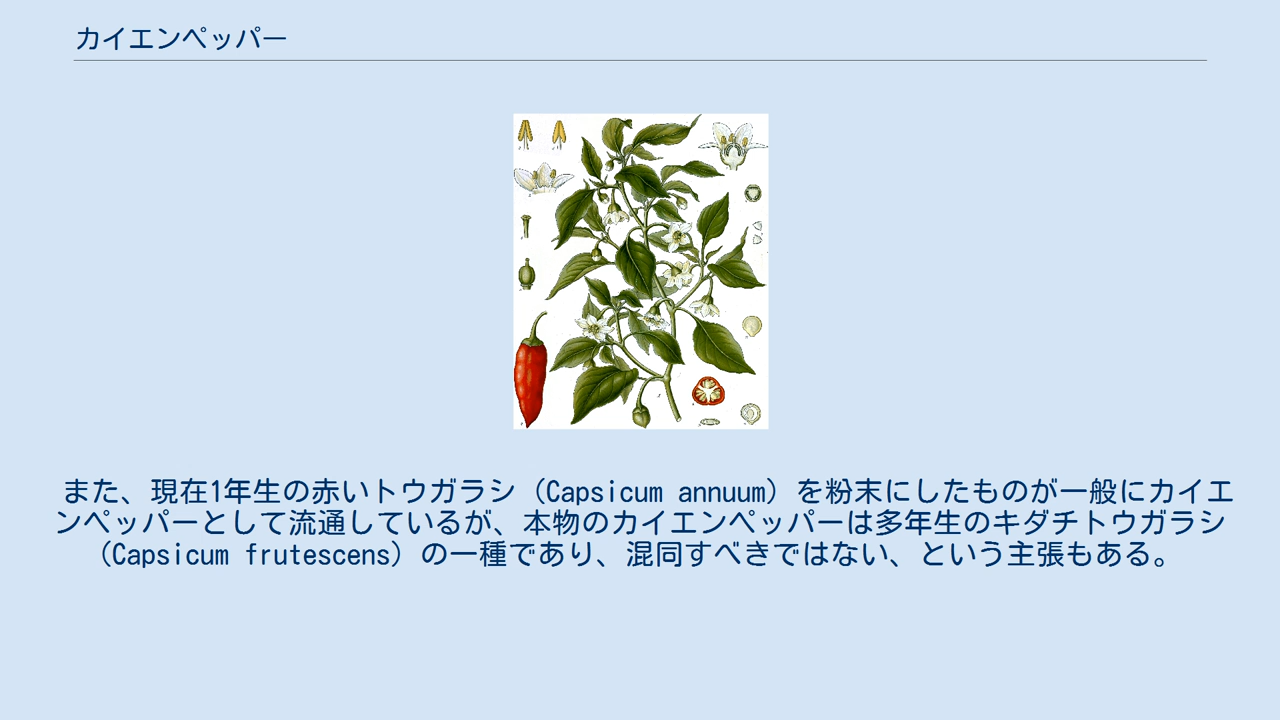 カイエンペッパー
また、現在1年生の赤いトウガラシ（Capsicum annuum）を粉末にしたものが一般にカイエ
ンペッパーとして流通しているが、本物のカイエンペッパーは多年生のキダチトウガラシ
（Capsicum frutescens）の一種であり、混同すべきではない、という主張もある。